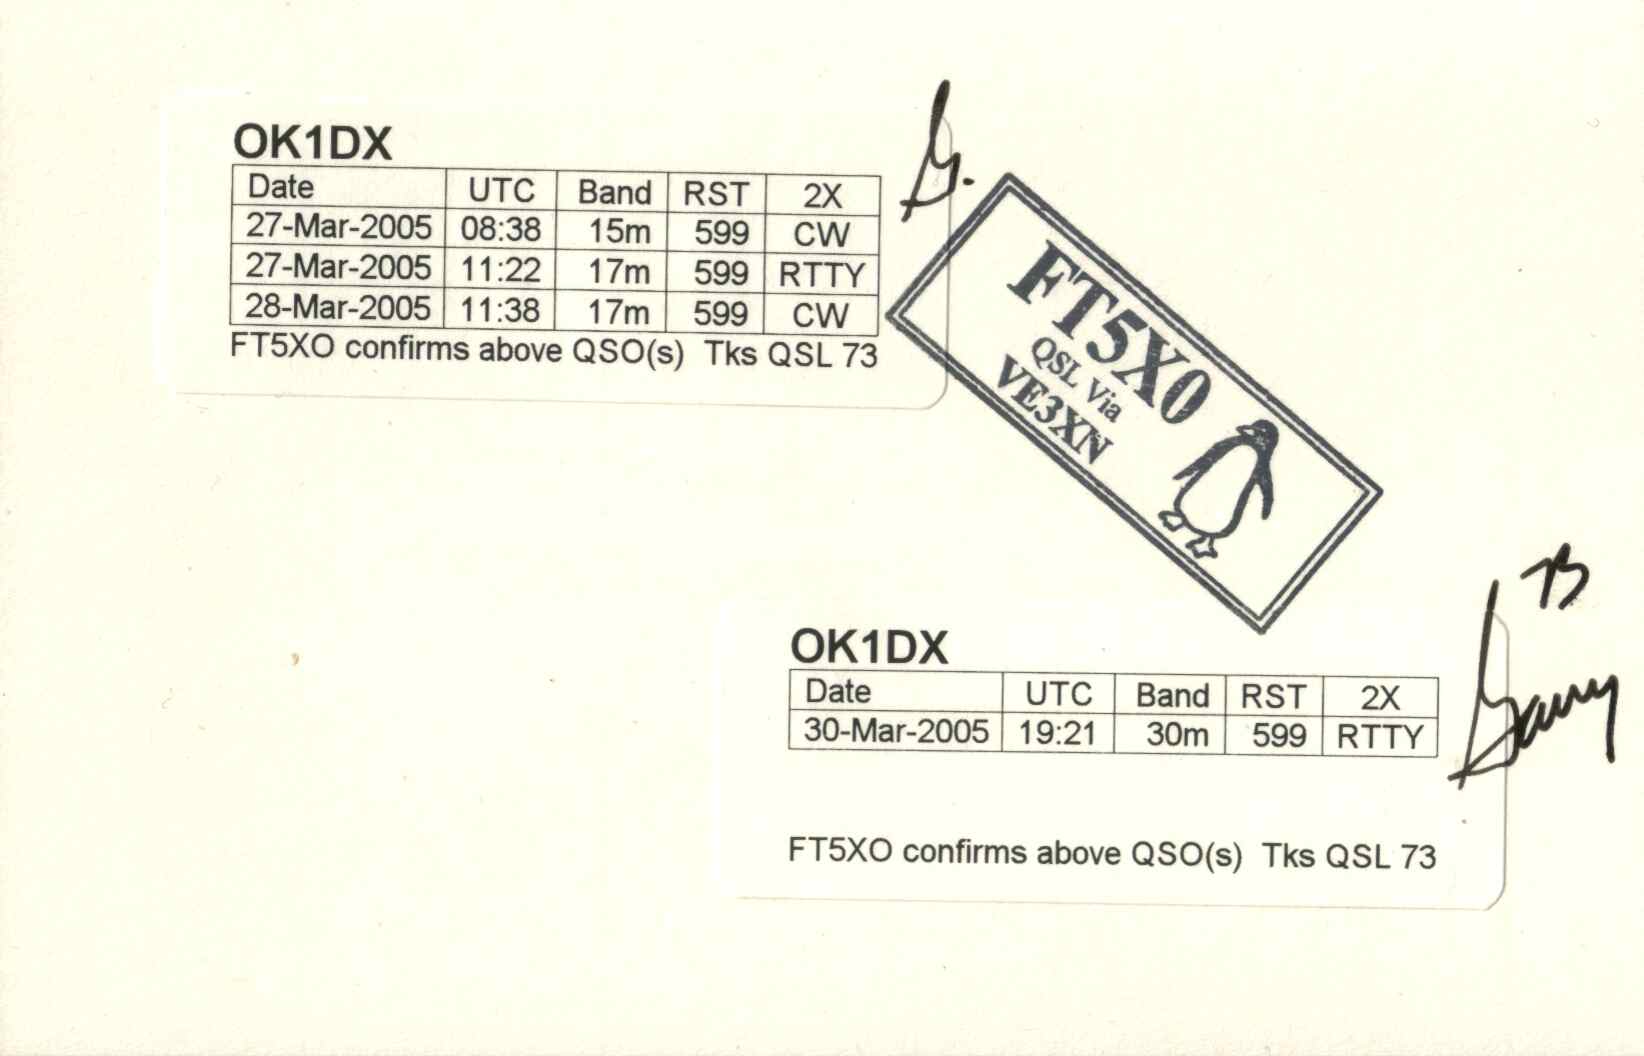 OK1DX
Date UTC Band RST 2X
27-Mar-2005 08:38 15m 599 CW
27-Mar-2005 11:22 17m 599 RTTY
28-Mar-2005 11:38 17m 599 CW
FT5XO confirms above QSO(s) Tks QSL 73
G.
FT5X0
QSL Via
VE3XN
73
Garry
OK1DX
Date UTC Band RST 2X
30-Mar-2005 19:21 30m 599 RTTY
FT5XO confirms above QSO(s) Tks QSL 73